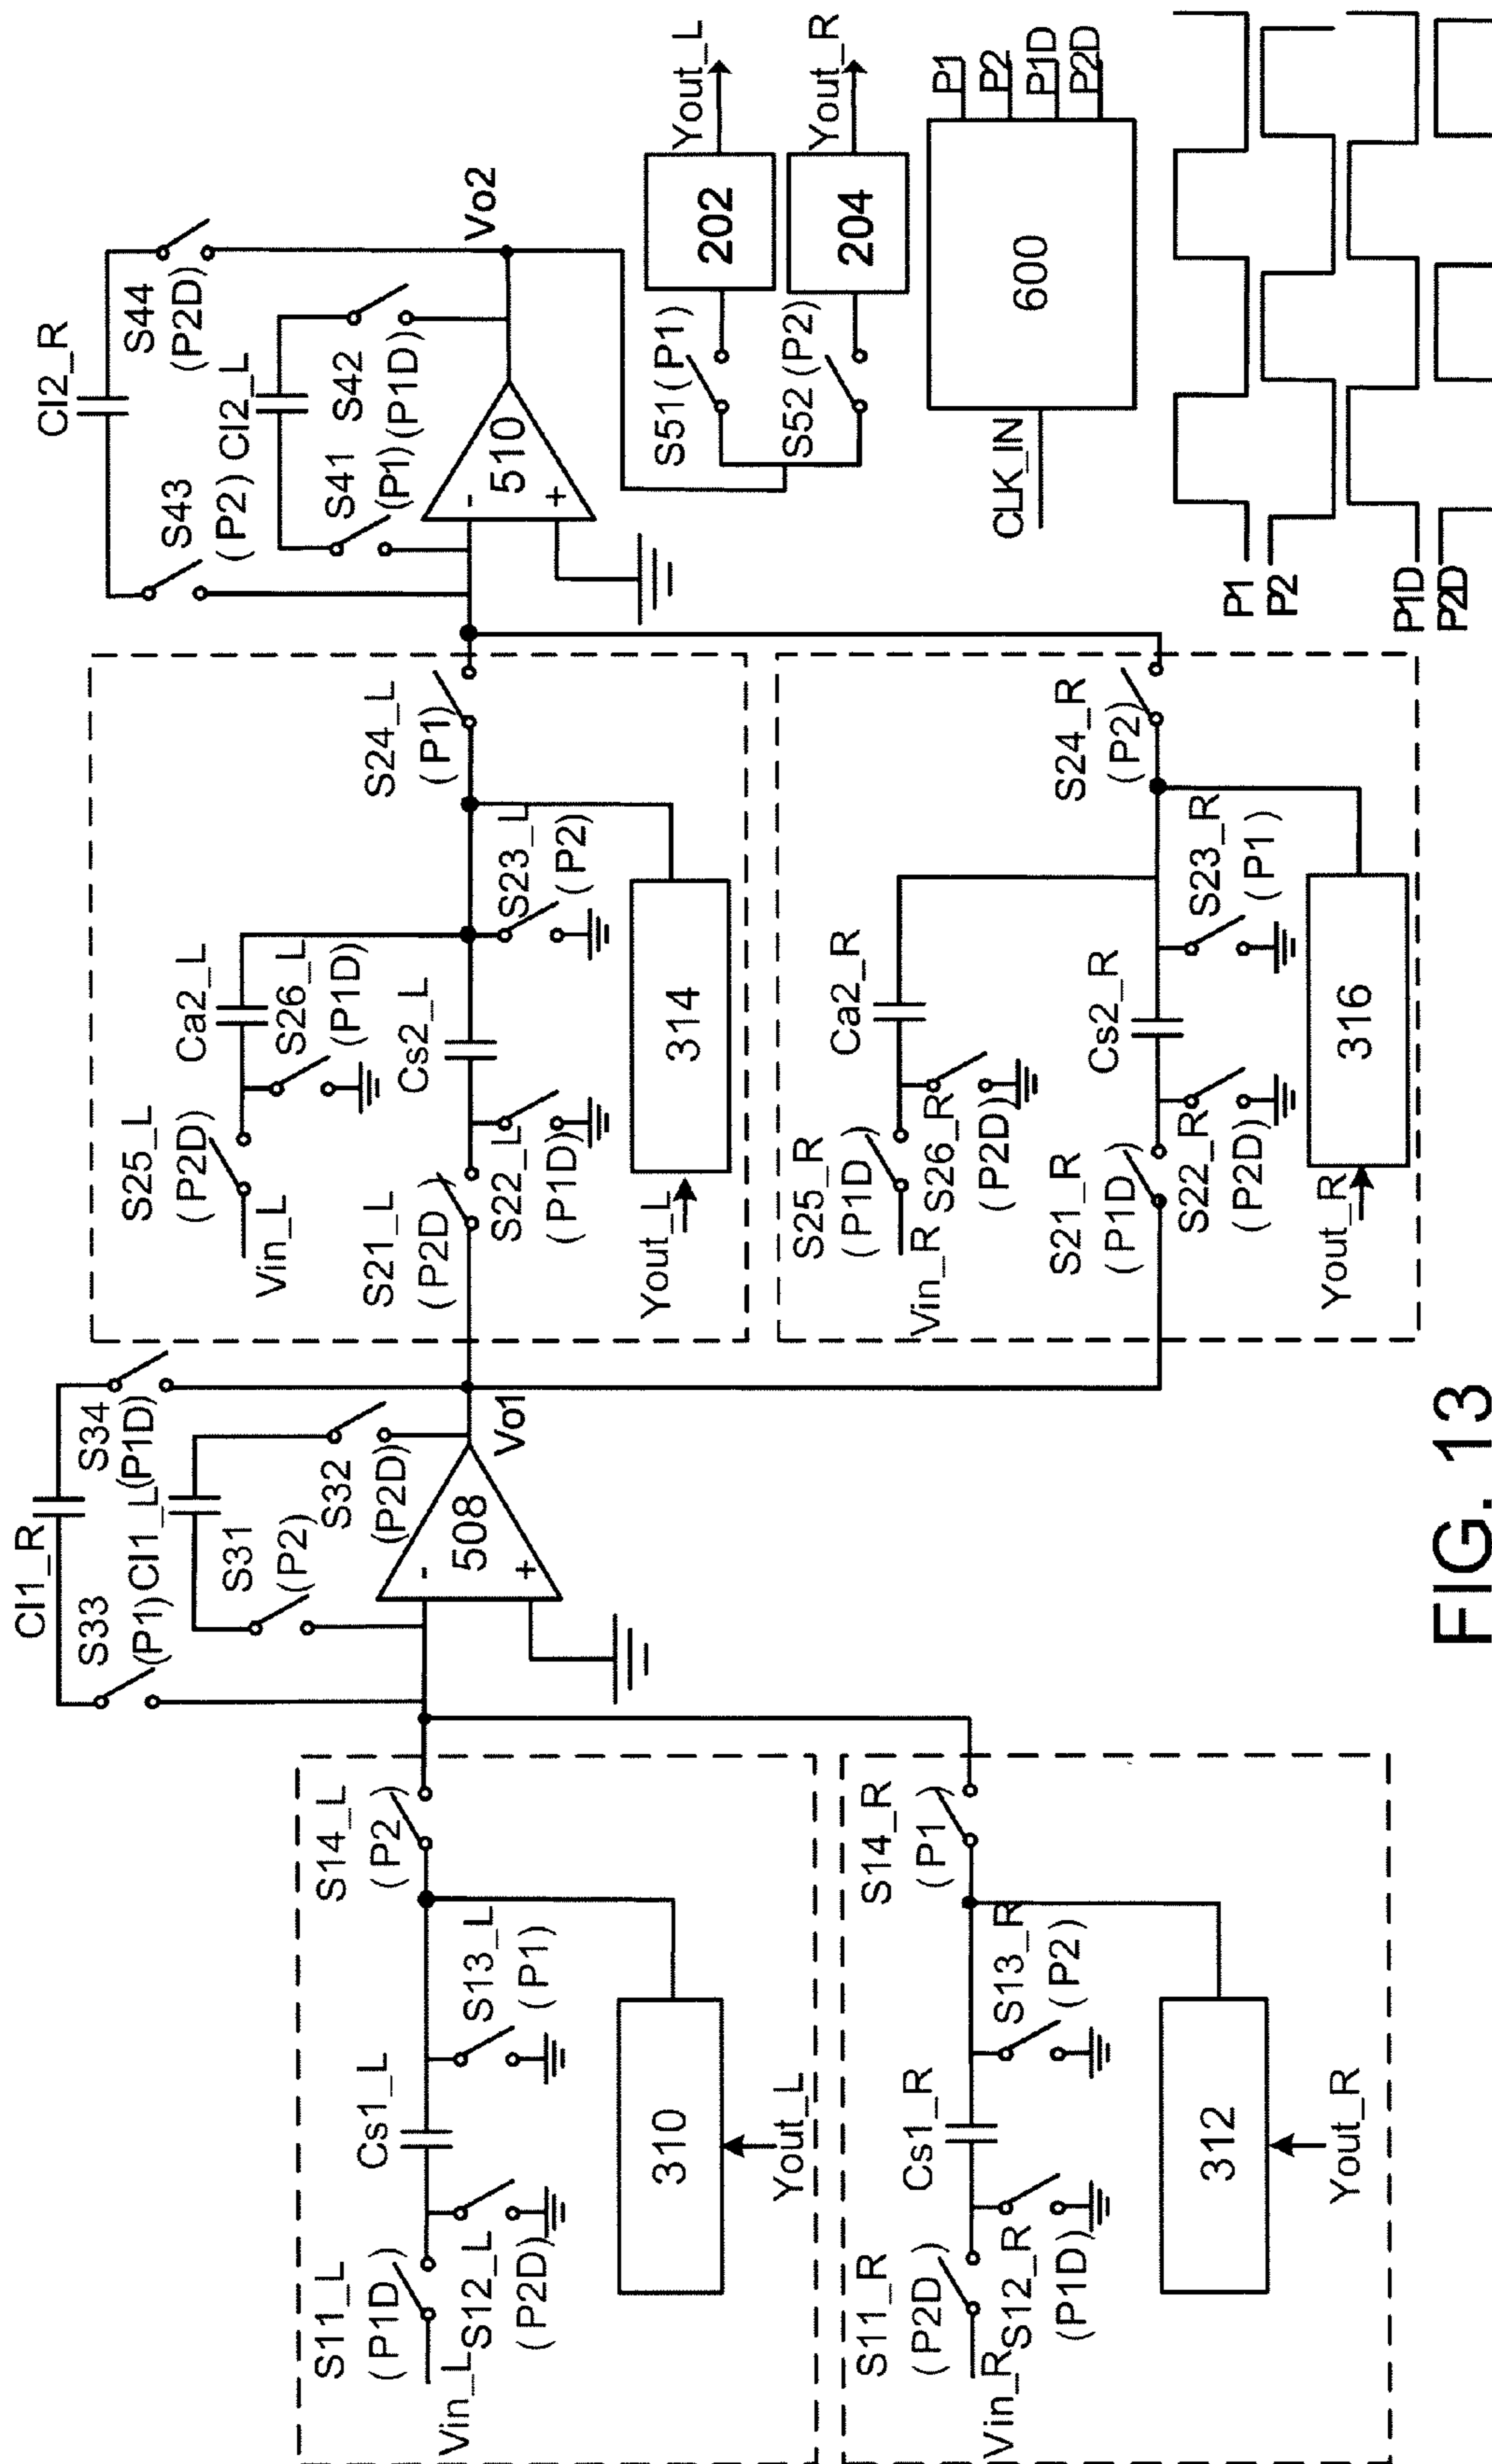 S11_L
(P1D)
Vin_L
S12_L
(P2D)
Cs1_L
S13_L
(P1)
S14_L
(P2)
310
Yout_L
S11_R
(P2D)
Vin_R
S12_R
(P1D)
Cs1_R
S13_R
(P2)
S14_R
(P1)
312
Yout_R
CI1_R
S33
(P1)
S34
(P1D)
CI1_L
S31
(P2)
S32
(P2D)
-
508
+
Vo1
S25_L
(P2D)
Vin_L
Ca2_L
S26_L
(P1D)
S21_L
(P2D)
S22_L
(P1D)
Cs2_L
S23_L
(P2)
S24_L
(P1)
314
Yout_L
S25_R
(P1D)
Vin_R
S26_R
(P2D)
Ca2_R
S21_R
(P1D)
S22_R
(P2D)
Cs2_R
S23_R
(P1)
S24_R
(P2)
316
Yout_R
CI2_R
S43
(P2)
S44
(P2D)
CI2_L
S41
(P1)
S42
(P1D)
-
510
+
Vo2
S51(P1)
202
Yout_L
S52(P2)
204
Yout_R
CLK_IN
600
P1
P2
P1D
P2D
P1
P2
P1D
P2D
FIG. 13